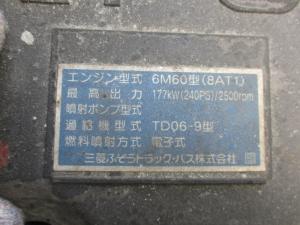 エンジン型式 6M60型(8AT1)
最高出力 177kW(240PS)/2500rpm
噴射ポンプ型式
過給機型式 TD06-9型
燃料噴射方式 電子式
三菱ふそうトラック・バス株式会社